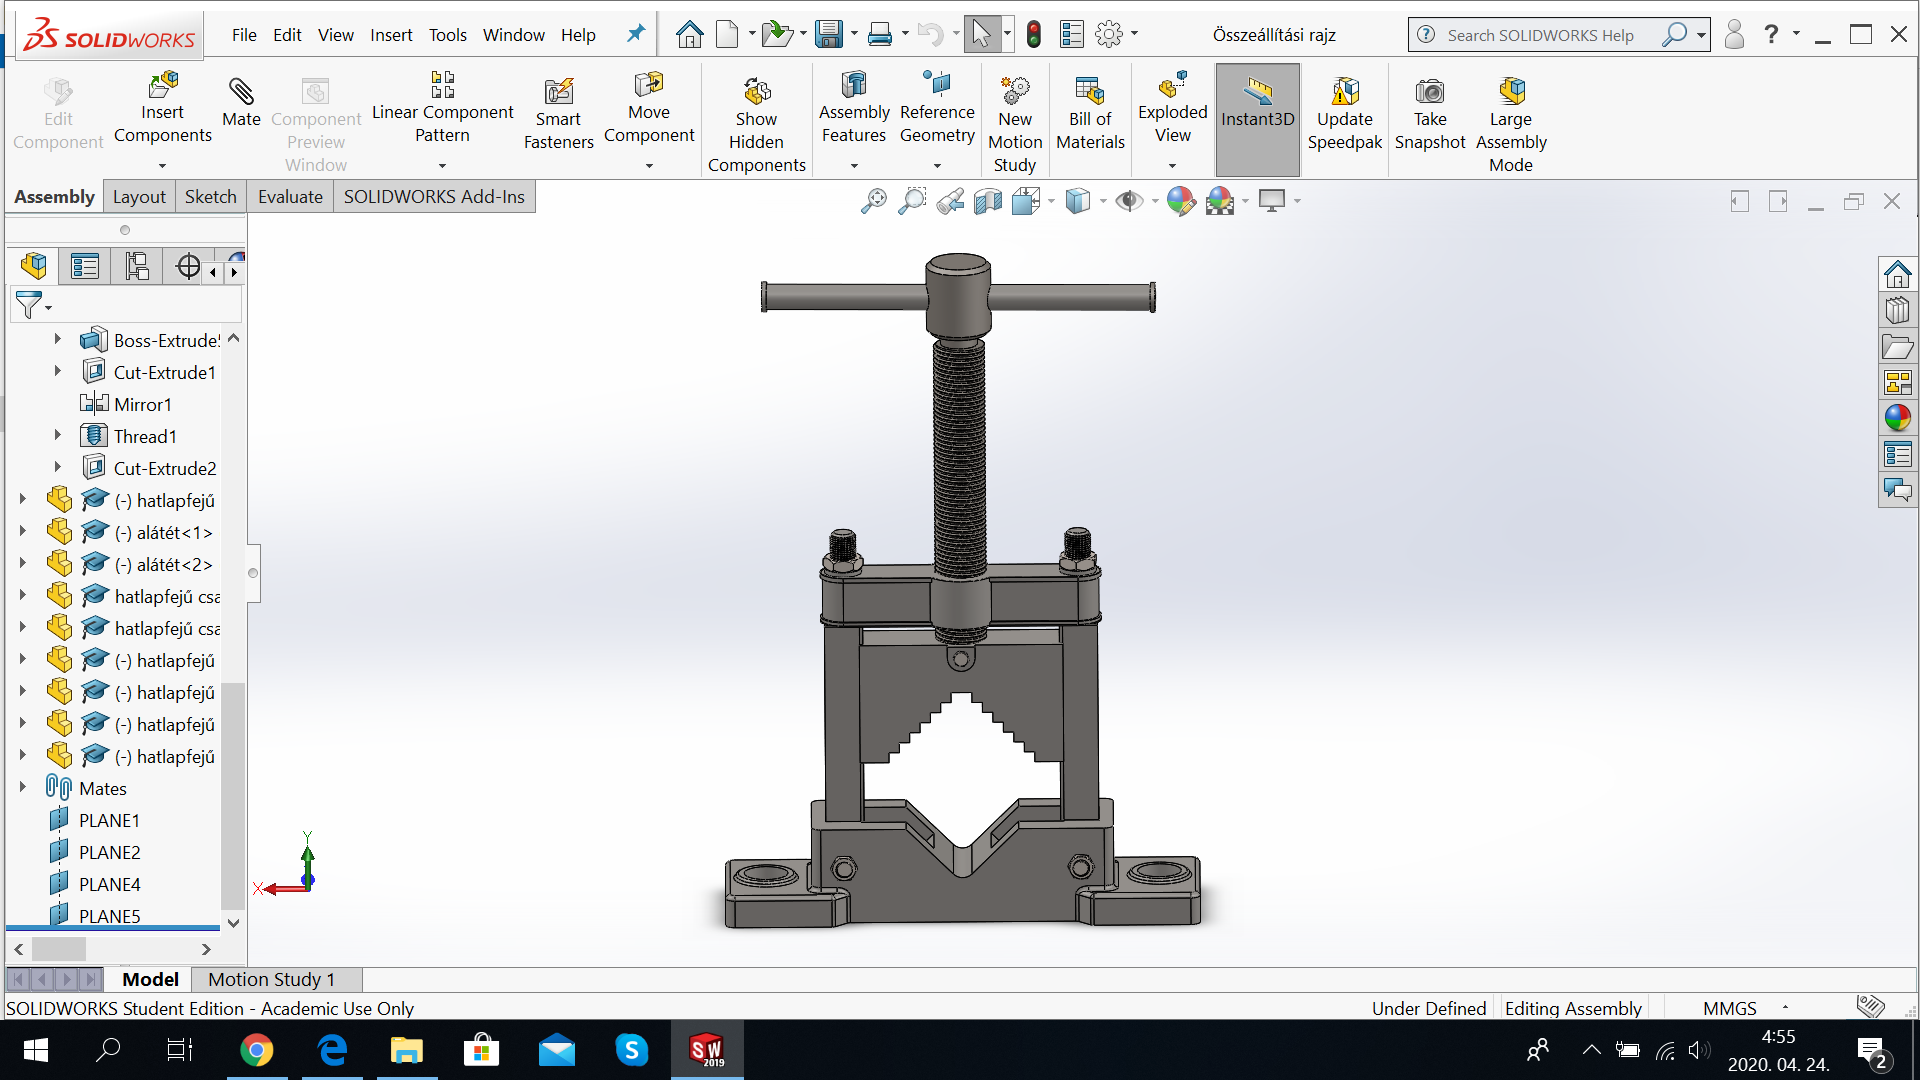 SOLIDWORKS
File Edit View Insert Tools Window Help
Összeállítási rajz
Search SOLIDWORKS Help
?
Edit Component
Insert Components
Mate
Component Preview Window
Linear Component Pattern
Smart Fasteners
Move Component
Show Hidden Components
Assembly Features
Reference Geometry
New Motion Study
Bill of Materials
Exploded View
Instant3D
Update Speedpak
Take Snapshot
Large Assembly Mode
Assembly Layout Sketch Evaluate SOLIDWORKS Add-Ins
Boss-Extrude
Cut-Extrude1
Mirror1
Thread1
Cut-Extrude2
(-) hatlapfejű
(-) alátét<1>
(-) alátét<2>
hatlapfejű csa
hatlapfejű csa
(-) hatlapfejű
(-) hatlapfejű
(-) hatlapfejű
(-) hatlapfejű
Mates
PLANE1
PLANE2
PLANE4
PLANE5
Y
X
Model Motion Study 1
SOLIDWORKS Student Edition - Academic Use Only
Under Defined Editing Assembly MMGS
SW 2019
4:55
2020. 04. 24.
2